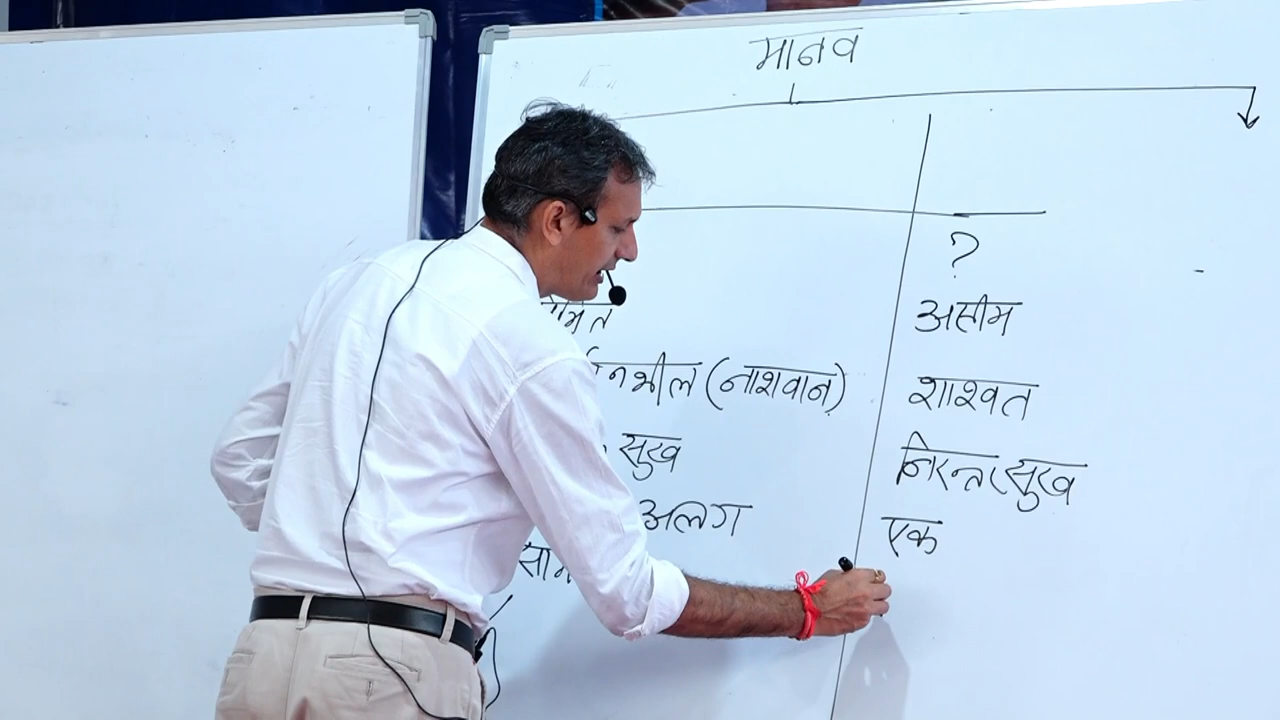 मानव
?
असीम
(नाशवान) शाश्वत
सुख निरन्तर सुख
अलग एक